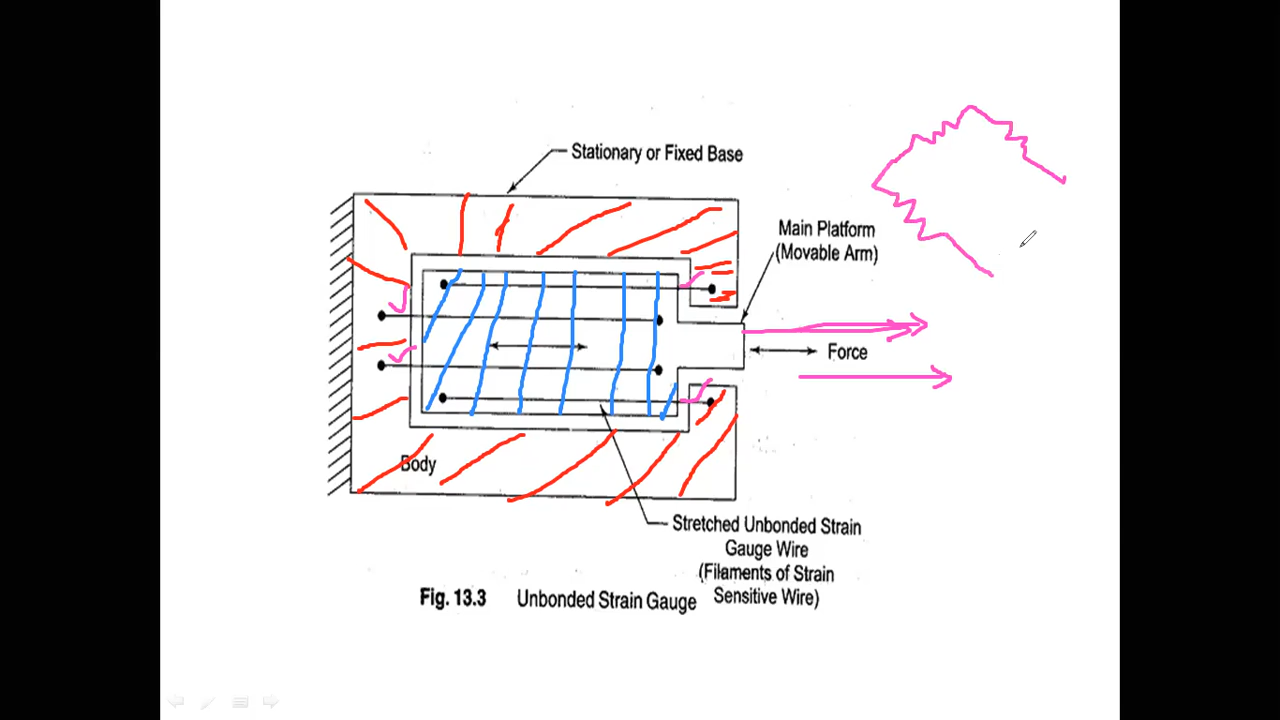 Stationary or Fixed Base
Main Platform
(Movable Arm)
Force
Body
Stretched Unbonded Strain
Gauge Wire
(Filaments of Strain
Sensitive Wire)
Fig. 13.3 Unbonded Strain Gauge